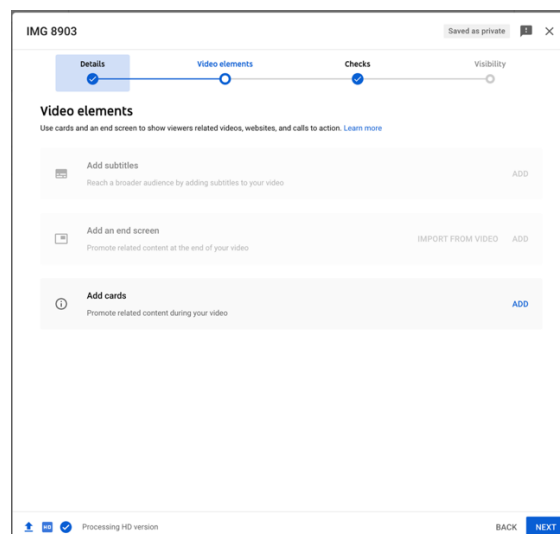 IMG 8903
Saved as private
Details
Video elements
Checks
Visibility
Video elements
Use cards and an end screen to show viewers related videos, websites, and calls to action. Learn more
Add subtitles
ADD
Reach a broader audience by adding subtitles to your video
Add an end screen
IMPORT FROM VIDEO ADD
Promote related content at the end of your video
Add cards
ADD
Promote related content during your video
HD
Processing HD version
BACK
NEXT